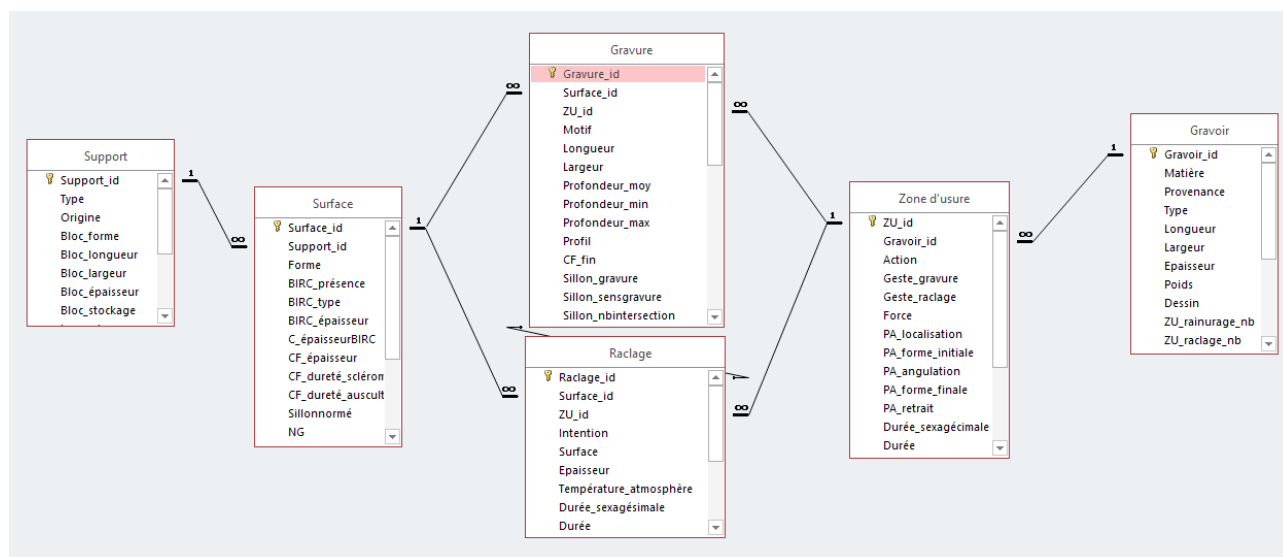 Support
Support_id
Type
Origine
Bloc_forme
Bloc_longueur
Bloc_largeur
Bloc_épaisseur
Bloc_stockage
1
∞
Surface
Surface_id
Support_id
Forme
BIRC_présence
BIRC_type
BIRC_épaisseur
C_épaisseurBIRC
CF_épaisseur
CF_dureté_sclérom
CF_dureté_auscult
Sillonnormé
NG
1
∞
∞
Gravure
Gravure_id
Surface_id
ZU_id
Motif
Longueur
Largeur
Profondeur_moy
Profondeur_min
Profondeur_max
Profil
CF_fin
Sillon_gravure
Sillon_sensgravure
Sillon_nbintersection
Raclage
Raclage_id
Surface_id
ZU_id
Intention
Surface
Epaisseur
Température_atmosphère
Durée_sexagésimale
Durée
∞
∞
1
Zone d'usure
ZU_id
Gravoir_id
Action
Geste_gravure
Geste_raclage
Force
PA_localisation
PA_forme_initiale
PA_angulation
PA_forme_finale
PA_retrait
Durée_sexagécimale
Durée
∞
1
Gravoir
Gravoir_id
Matière
Provenance
Type
Longueur
Largeur
Epaisseur
Poids
Dessin
ZU_rainurage_nb
ZU_raclage_nb